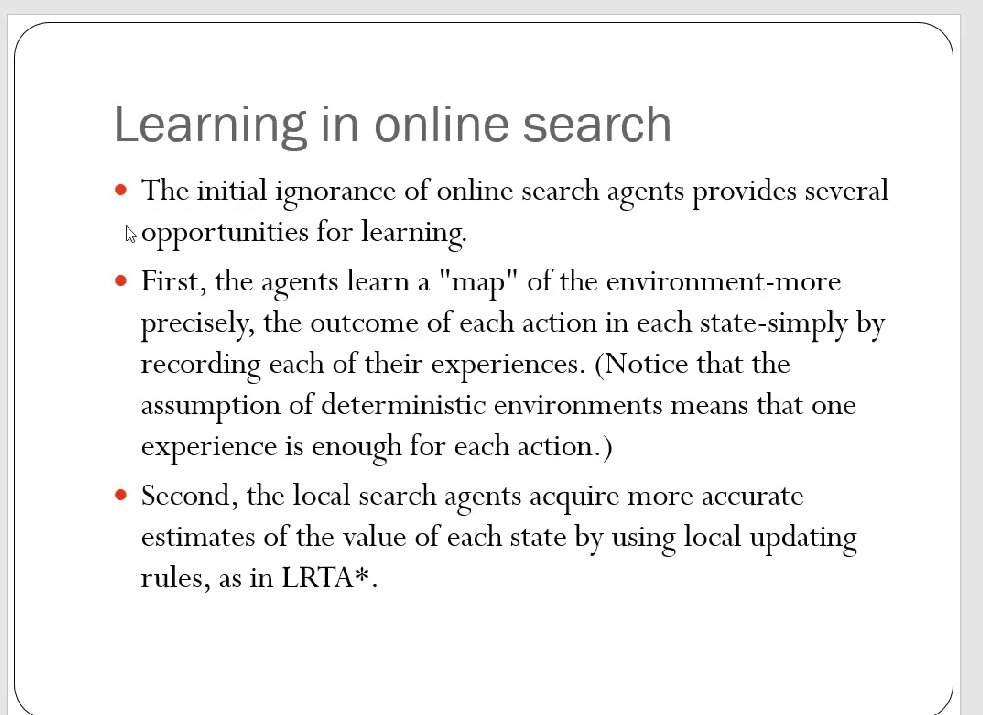 Learning in online search
The initial ignorance of online search agents provides several
opportunities for learning.
First, the agents learn a "map" of the environment-more
precisely, the outcome of each action in each state-simply by
recording each of their experiences. (Notice that the
assumption of deterministic environments means that one
experience is enough for each action.)
Second, the local search agents acquire more accurate
estimates of the value of each state by using local updating
rules, as in LRTA*.